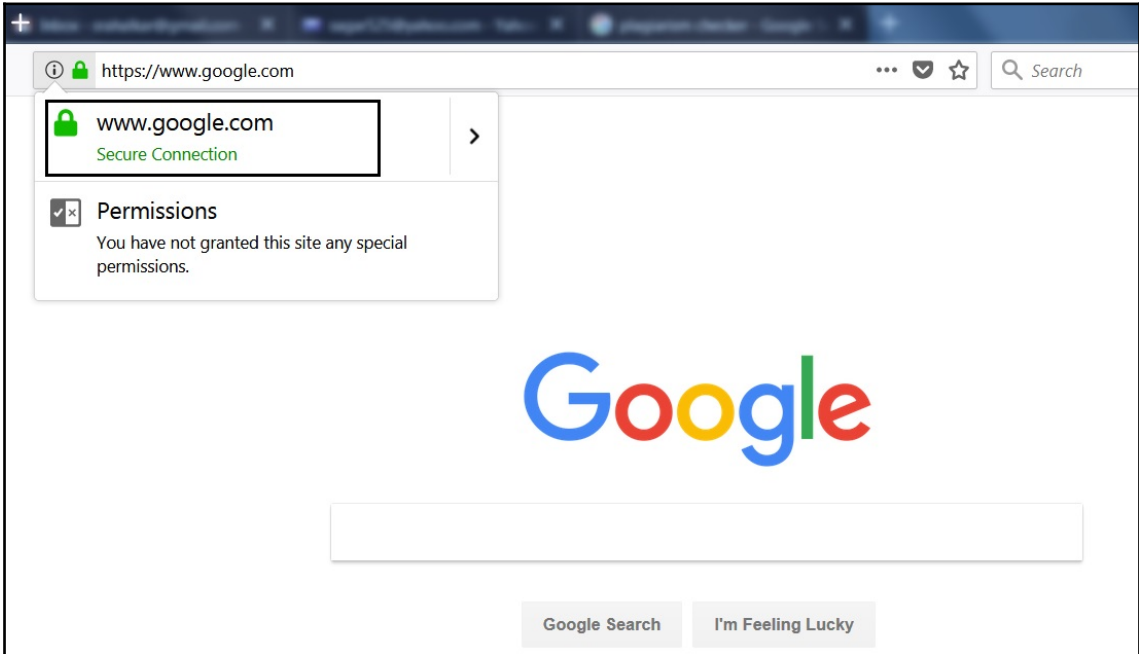 https://www.google.com
Search
www.google.com
Secure Connection
Permissions
You have not granted this site any special
permissions.
Google
Google Search
I'm Feeling Lucky